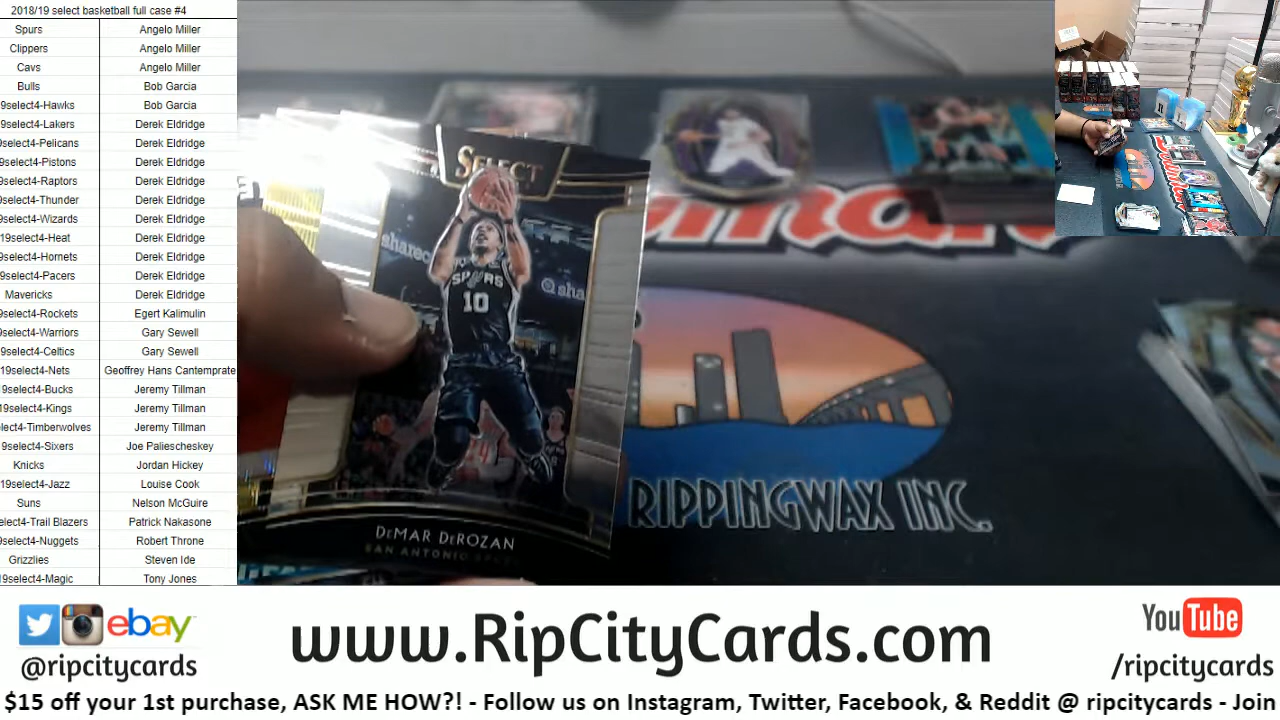 2018/19 select basketball full case #4
Spurs Angelo Miller
Clippers Angelo Miller
Cavs Angelo Miller
Bulls Bob Garcia
9select4-Hawks Bob Garcia
9select4-Lakers Derek Eldridge
9select4-Pelicans Derek Eldridge
9select4-Pistons Derek Eldridge
9select4-Raptors Derek Eldridge
9select4-Thunder Derek Eldridge
9select4-Wizards Derek Eldridge
19select4-Heat Derek Eldridge
9select4-Hornets Derek Eldridge
9select4-Pacers Derek Eldridge
Mavericks Derek Eldridge
9select4-Rockets Egert Kalimulin
9select4-Warriors Gary Sewell
9select4-Celtics Gary Sewell
19select4-Nets Geoffrey Hans Cantemprate
9select4-Bucks Jeremy Tillman
19select4-Kings Jeremy Tillman
elect4-Timberwolves Jeremy Tillman
9select4-Sixers Joe Paliescheskey
Knicks Jordan Hickey
19select4-Jazz Louise Cook
Suns Nelson McGuire
elect4-Trail Blazers Patrick Nakasone
9select4-Nuggets Robert Throne
Grizzlies Steven Ide
19select4-Magic Tony Jones
SELECT
sharec
sha
SPURS
10
DeMAR DeROZAN
SAN ANTONIO SPURS
RIPPINGWAX INC.
ebay
@ripcitycards
www.RipCityCards.com
YouTube
/ripcitycards
$15 off your 1st purchase, ASK ME HOW?! - Follow us on Instagram, Twitter, Facebook, & Reddit @ ripcitycards - Join